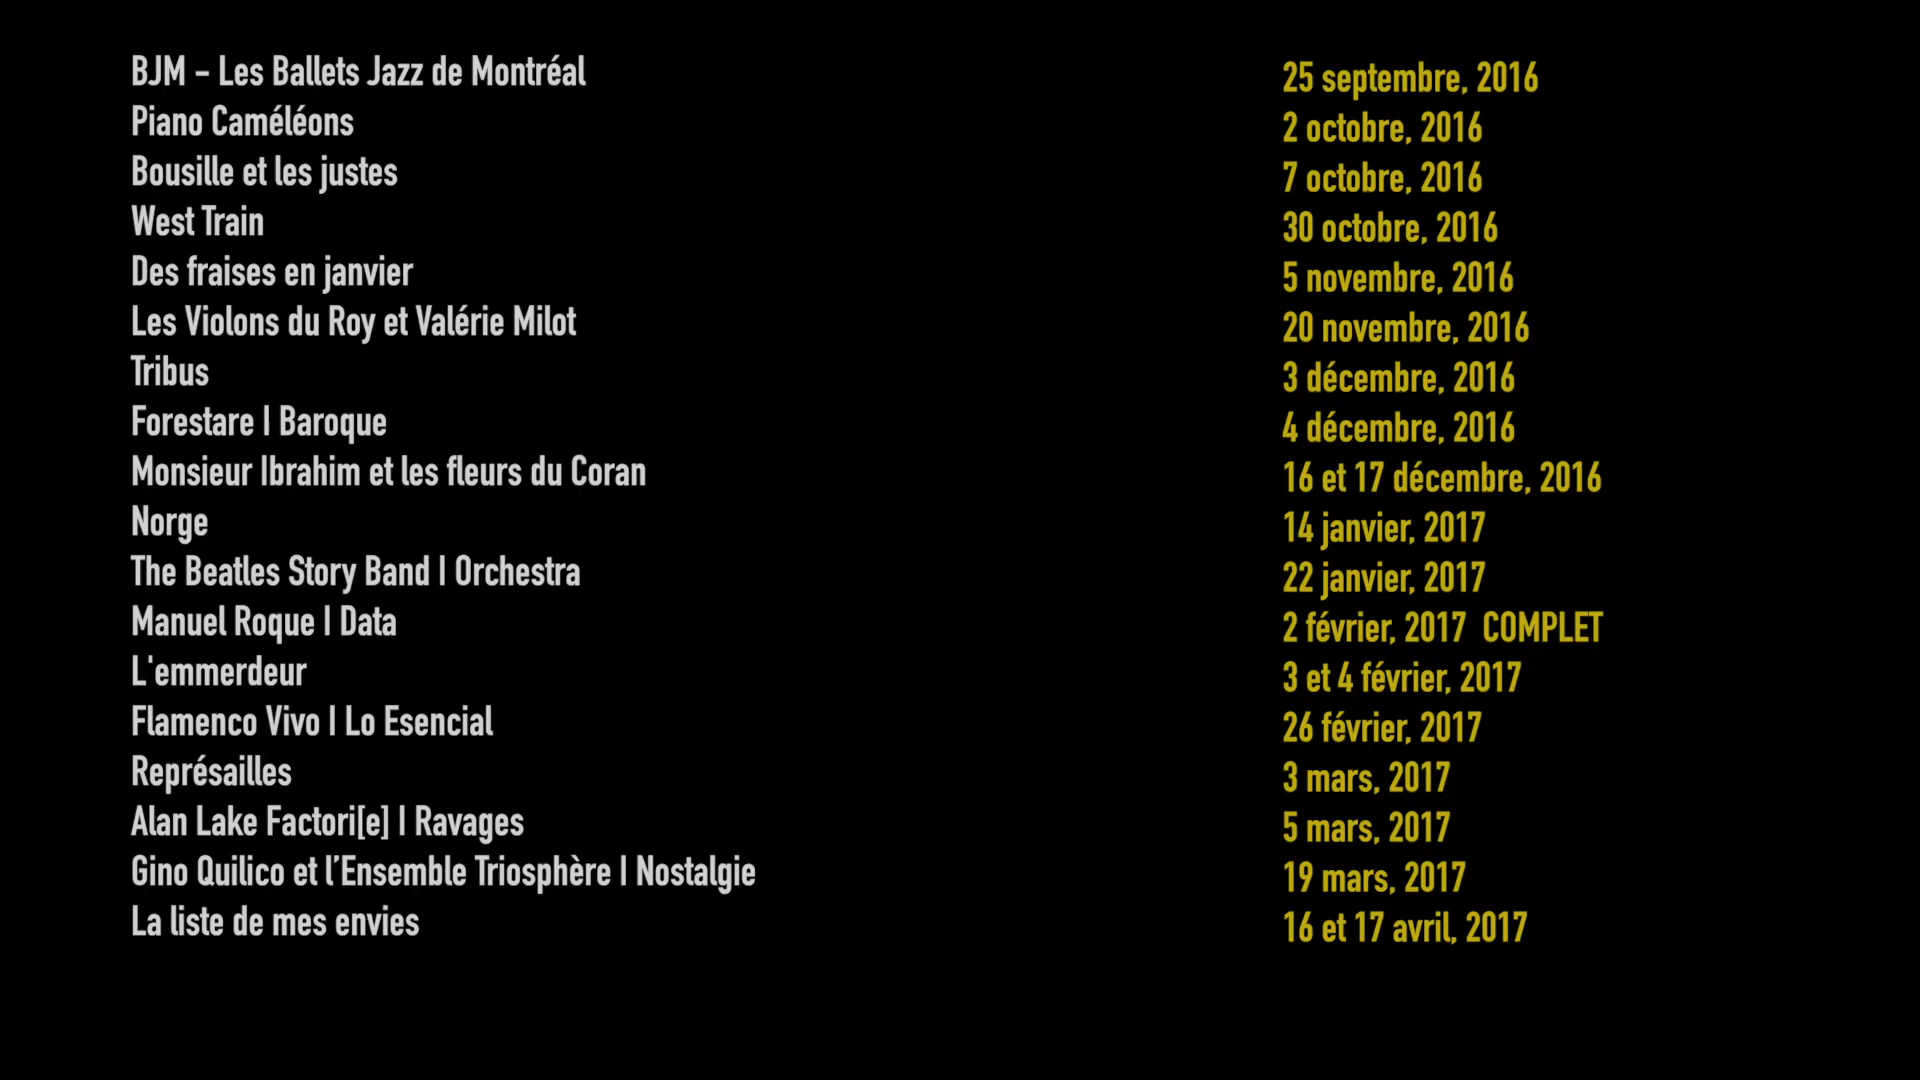 BJM – Les Ballets Jazz de Montréal 25 septembre, 2016
Piano Caméléons 2 octobre, 2016
Bousille et les justes 7 octobre, 2016
West Train 30 octobre, 2016
Des fraises en janvier 5 novembre, 2016
Les Violons du Roy et Valérie Milot 20 novembre, 2016
Tribus 3 décembre, 2016
Forestare | Baroque 4 décembre, 2016
Monsieur Ibrahim et les fleurs du Coran 16 et 17 décembre, 2016
Norge 14 janvier, 2017
The Beatles Story Band | Orchestra 22 janvier, 2017
Manuel Roque | Data 2 février, 2017 COMPLET
L'emmerdeur 3 et 4 février, 2017
Flamenco Vivo | Lo Esencial 26 février, 2017
Représailles 3 mars, 2017
Alan Lake Factori[e] | Ravages 5 mars, 2017
Gino Quilico et l’Ensemble Triosphère | Nostalgie 19 mars, 2017
La liste de mes envies 16 et 17 avril, 2017